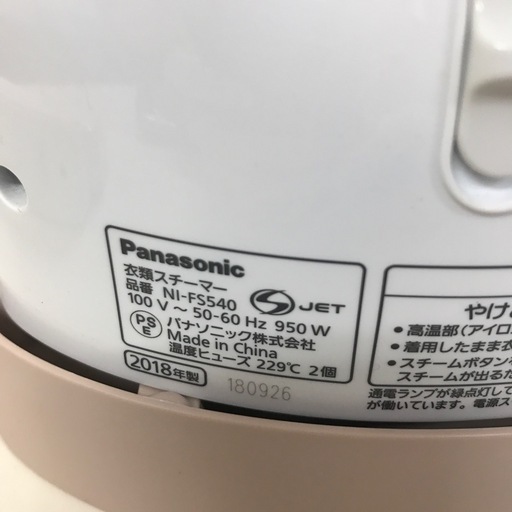 Panasonic
衣類スチーマー
品番 NI-FS540
100 V ～ 50-60 Hz 950 W
S JET
PSE
パナソニック株式会社
Made in China
温度ヒューズ 229℃ 2個
2018年製
180926
やけ
・高温部(アイロ
・着用したまま衣
・スチームボタンを
スチームが出るた
通電ランプが緑点灯して
が働いています。電源ス